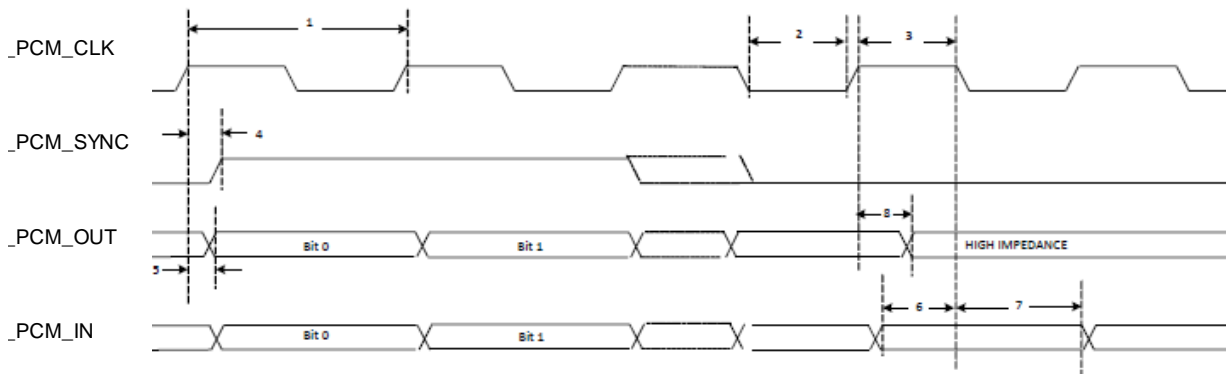 1
2
3
_PCM_CLK
4
_PCM_SYNC
8
_PCM_OUT
Bit 0
Bit 1
HIGH IMPEDANCE
5
6
7
_PCM_IN
Bit 0
Bit 1